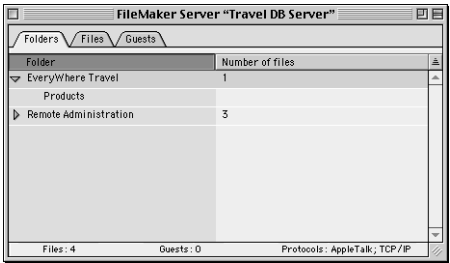 FileMaker Server “Travel DB Server”
Folders Files Guests
Folder Number of files
EveryWhere Travel 1
Products
Remote Administration 3
Files: 4 Guests: 0 Protocols: AppleTalk; TCP/IP